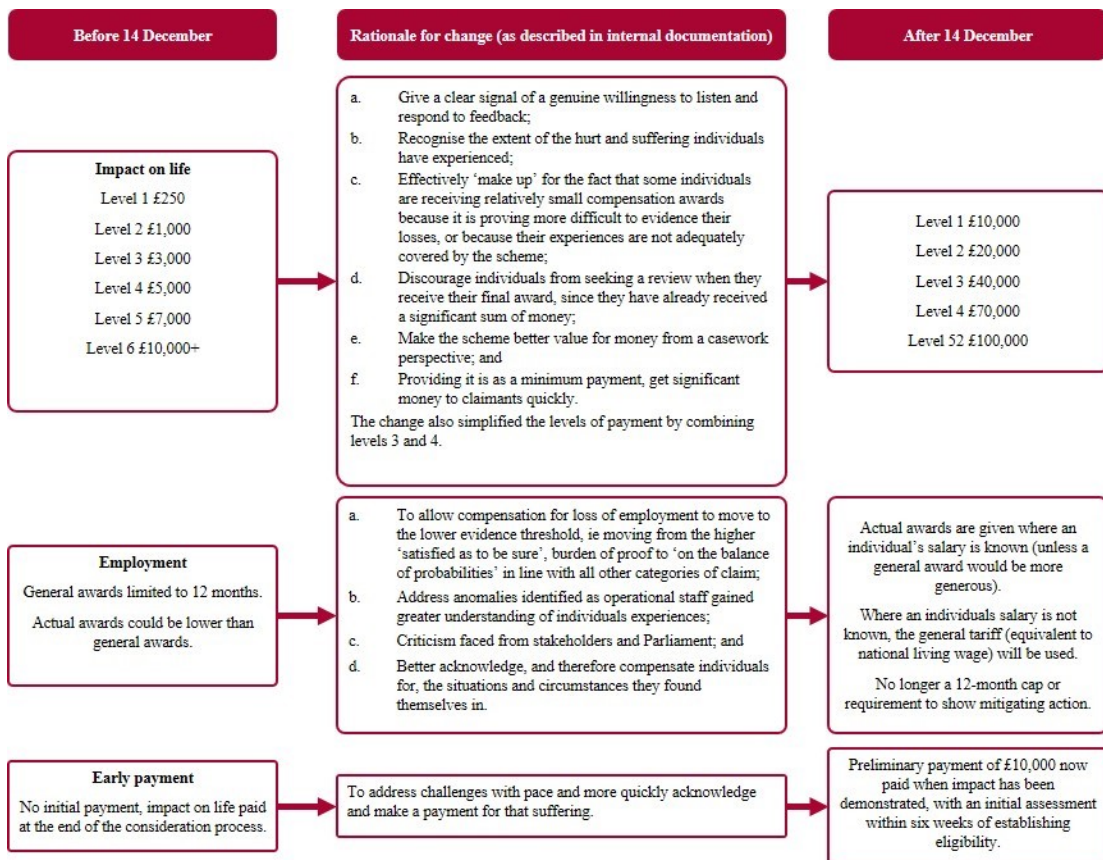 Before 14 December
Rationale for change (as described in internal documentation)
After 14 December
Impact on life
Level 1 £250
Level 2 £1,000
Level 3 £3,000
Level 4 £5,000
Level 5 £7,000
Level 6 £10,000+
a. Give a clear signal of a genuine willingness to listen and
respond to feedback;
b. Recognise the extent of the hurt and suffering individuals
have experienced;
c. Effectively ‘make up’ for the fact that some individuals
are receiving relatively small compensation awards
because it is proving more difficult to evidence their
losses, or because their experiences are not adequately
covered by the scheme;
d. Discourage individuals from seeking a review when they
receive their final award, since they have already received
a significant sum of money;
e. Make the scheme better value for money from a casework
perspective; and
f. Providing it is as a minimum payment, get significant
money to claimants quickly.
The change also simplified the levels of payment by combining
levels 3 and 4.
Level 1 £10,000
Level 2 £20,000
Level 3 £40,000
Level 4 £70,000
Level 52 £100,000
Employment
General awards limited to 12 months.
Actual awards could be lower than
general awards.
a. To allow compensation for loss of employment to move to
the lower evidence threshold, ie moving from the higher
‘satisfied as to be sure’, burden of proof to ‘on the balance
of probabilities’ in line with all other categories of claim;
b. Address anomalies identified as operational staff gained
greater understanding of individuals experiences;
c. Criticism faced from stakeholders and Parliament; and
d. Better acknowledge, and therefore compensate individuals
for, the situations and circumstances they found
themselves in.
Actual awards are given where an
individual’s salary is known (unless a
general award would be more
generous).
Where an individuals salary is not
known, the general tariff (equivalent to
national living wage) will be used.
No longer a 12-month cap or
requirement to show mitigating action.
Early payment
No initial payment, impact on life paid
at the end of the consideration process.
To address challenges with pace and more quickly acknowledge
and make a payment for that suffering.
Preliminary payment of £10,000 now
paid when impact has been
demonstrated, with an initial assessment
within six weeks of establishing
eligibility.